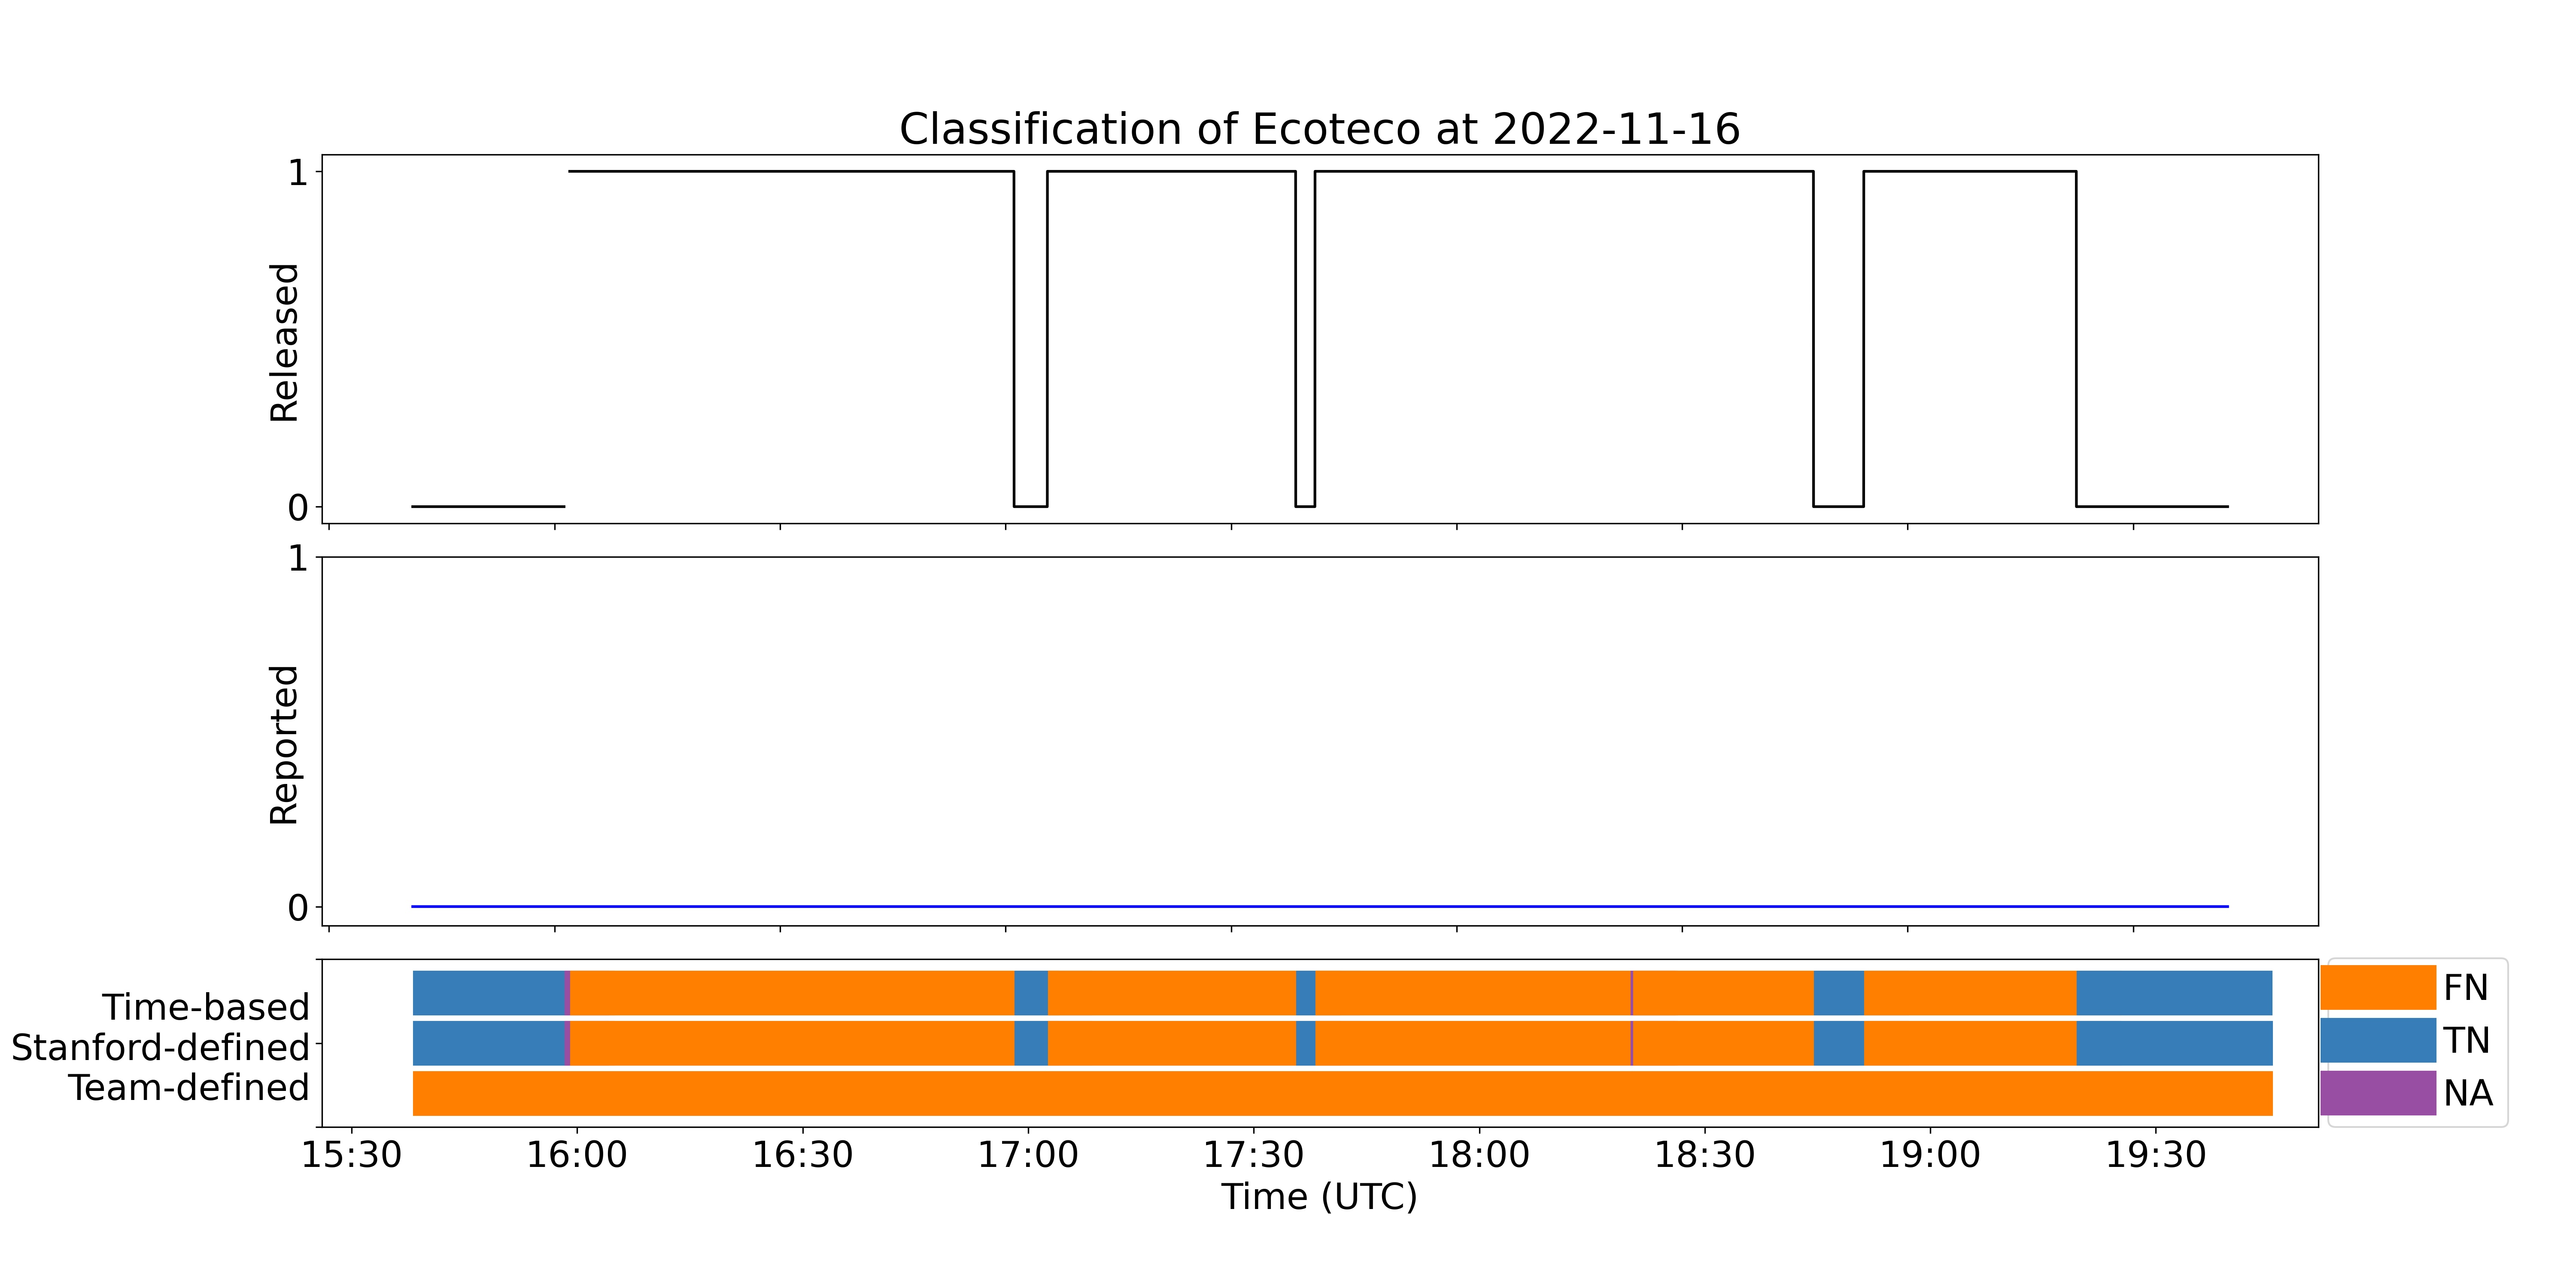 Classification of Ecoteco at 2022-11-16
1
Released
0
1
Reported
0
Time-based
Stanford-defined
Team-defined
FN
TN
NA
15:30 16:00 16:30 17:00 17:30 18:00 18:30 19:00 19:30
Time (UTC)